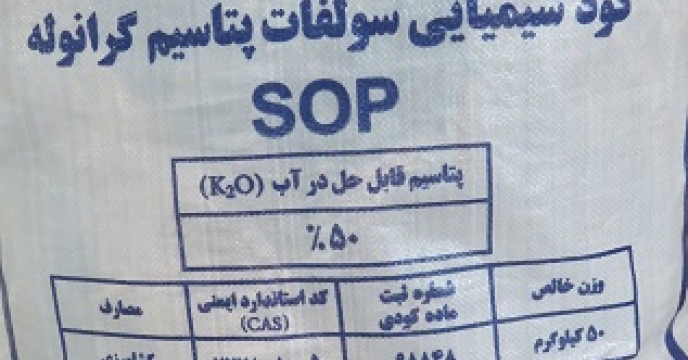 کود شیمیایی سولفات پتاسیم گرانوله
SOP
پتاسیم قابل حل در آب (K₂O)
٪۵۰
وزن خالص
شماره ثبت ماده کودی
کد استاندارد ایمنی (CAS)
مصارف
۵۰ کیلوگرم